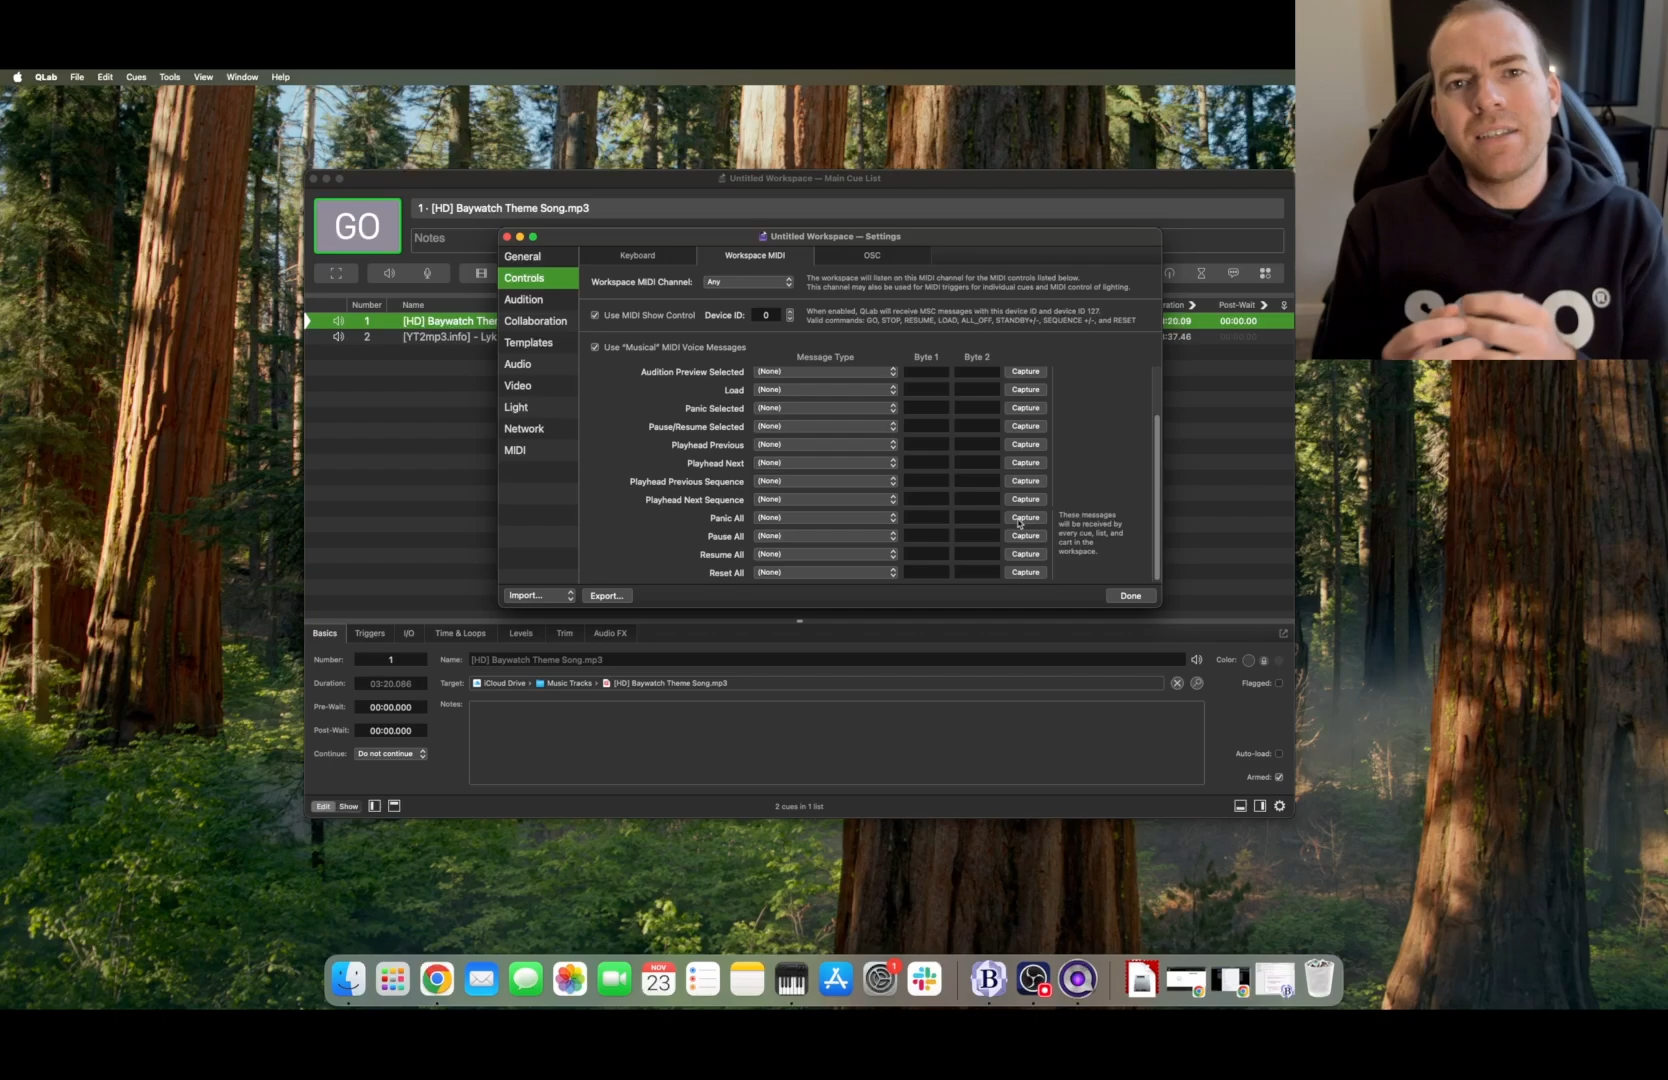 QLab File Edit Cues Tools View Window Help
Untitled Workspace — Main Cue List
GO
1 · [HD] Baywatch Theme Song.mp3
Notes
Untitled Workspace — Settings
General
Controls
Audition
Collaboration
Templates
Audio
Video
Light
Network
MIDI
Keyboard Workspace MIDI OSC
Workspace MIDI Channel: Any
The workspace will listen on this MIDI channel for the MIDI controls listed below.
This channel may also be used for MIDI triggers for individual cues and MIDI control of lighting.
Use MIDI Show Control Device ID: 0
When enabled, QLab will receive MSC messages with this device ID and device ID 127.
Valid commands: GO, STOP, RESUME, LOAD, ALL_OFF, STANDBY+/-, SEQUENCE +/-, and RESET
Use "Musical" MIDI Voice Messages
Message Type Byte 1 Byte 2
Audition Preview Selected (None) Capture
Load (None) Capture
Panic Selected (None) Capture
Pause/Resume Selected (None) Capture
Playhead Previous (None) Capture
Playhead Next (None) Capture
Playhead Previous Sequence (None) Capture
Playhead Next Sequence (None) Capture
Panic All (None) Capture
Pause All (None) Capture
Resume All (None) Capture
Reset All (None) Capture
These messages
will be received by
every cue, list, and
cart in the
workspace.
Import... Export... Done
Number Name ration Post-Wait
1 [HD] Baywatch Ther :20.09 00:00.00
2 [YT2mp3.info] - Lyk :37.46 00:00.00
Basics Triggers I/O Time & Loops Levels Trim Audio FX
Number: 1 Name: [HD] Baywatch Theme Song.mp3 Color:
Duration: 03:20.086 Target: iCloud Drive › Music Tracks › [HD] Baywatch Theme Song.mp3 Flagged:
Pre-Wait: 00:00.000 Notes:
Post-Wait: 00:00.000
Continue: Do not continue Auto-load:
Armed:
Edit Show 2 cues in 1 list
NOV
23
1
B